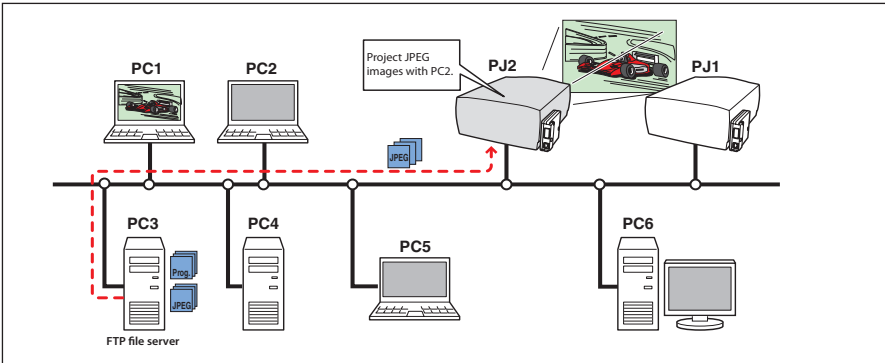 PC1
PC2
Project JPEG
images with PC2.
PJ2
PJ1
JPEG
PC3
PC4
PC5
PC6
Prog.
JPEG
FTP file server